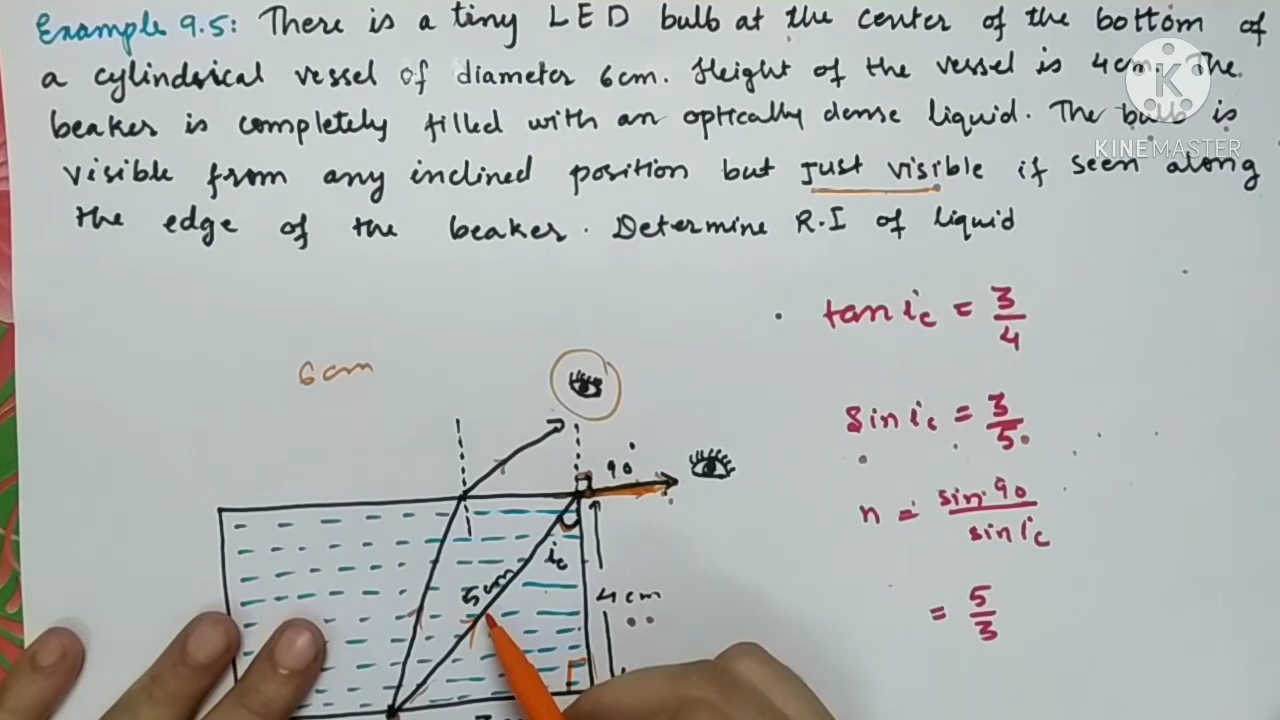 Example 9.5: There is a tiny LED bulb at the center of the bottom of
a cylindrical vessel of diameter 6cm. Height of the vessel is 4cm. The
beaker is completely filled with an optically dense liquid. The bulb is
visible from any inclined position but just visible if seen along
the edge of the beaker. Determine R.I of liquid
K
KINEMASTER
tan ic = 3/4
6cm
sin ic = 3/5
90°
n = sin 90 / sin ic
ic
5cm
4cm
= 5/3